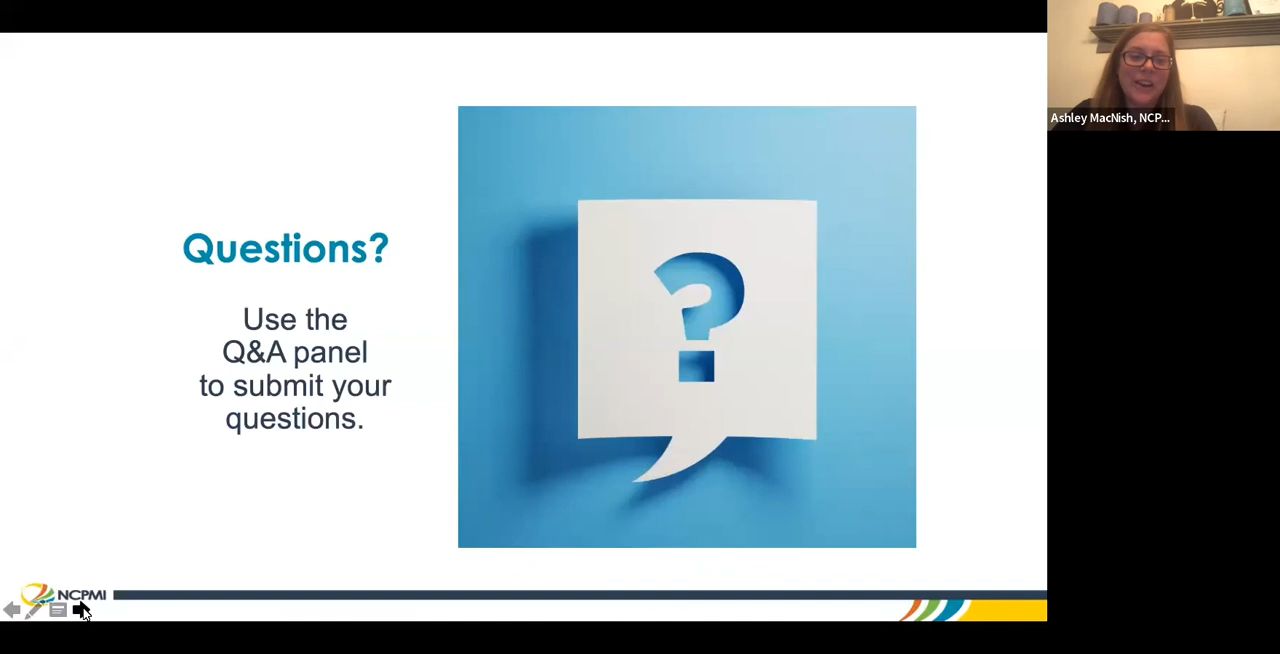 Questions?
Use the
Q&A panel
to submit your
questions.
?
Ashley MacNish, NCP...
NCPMI